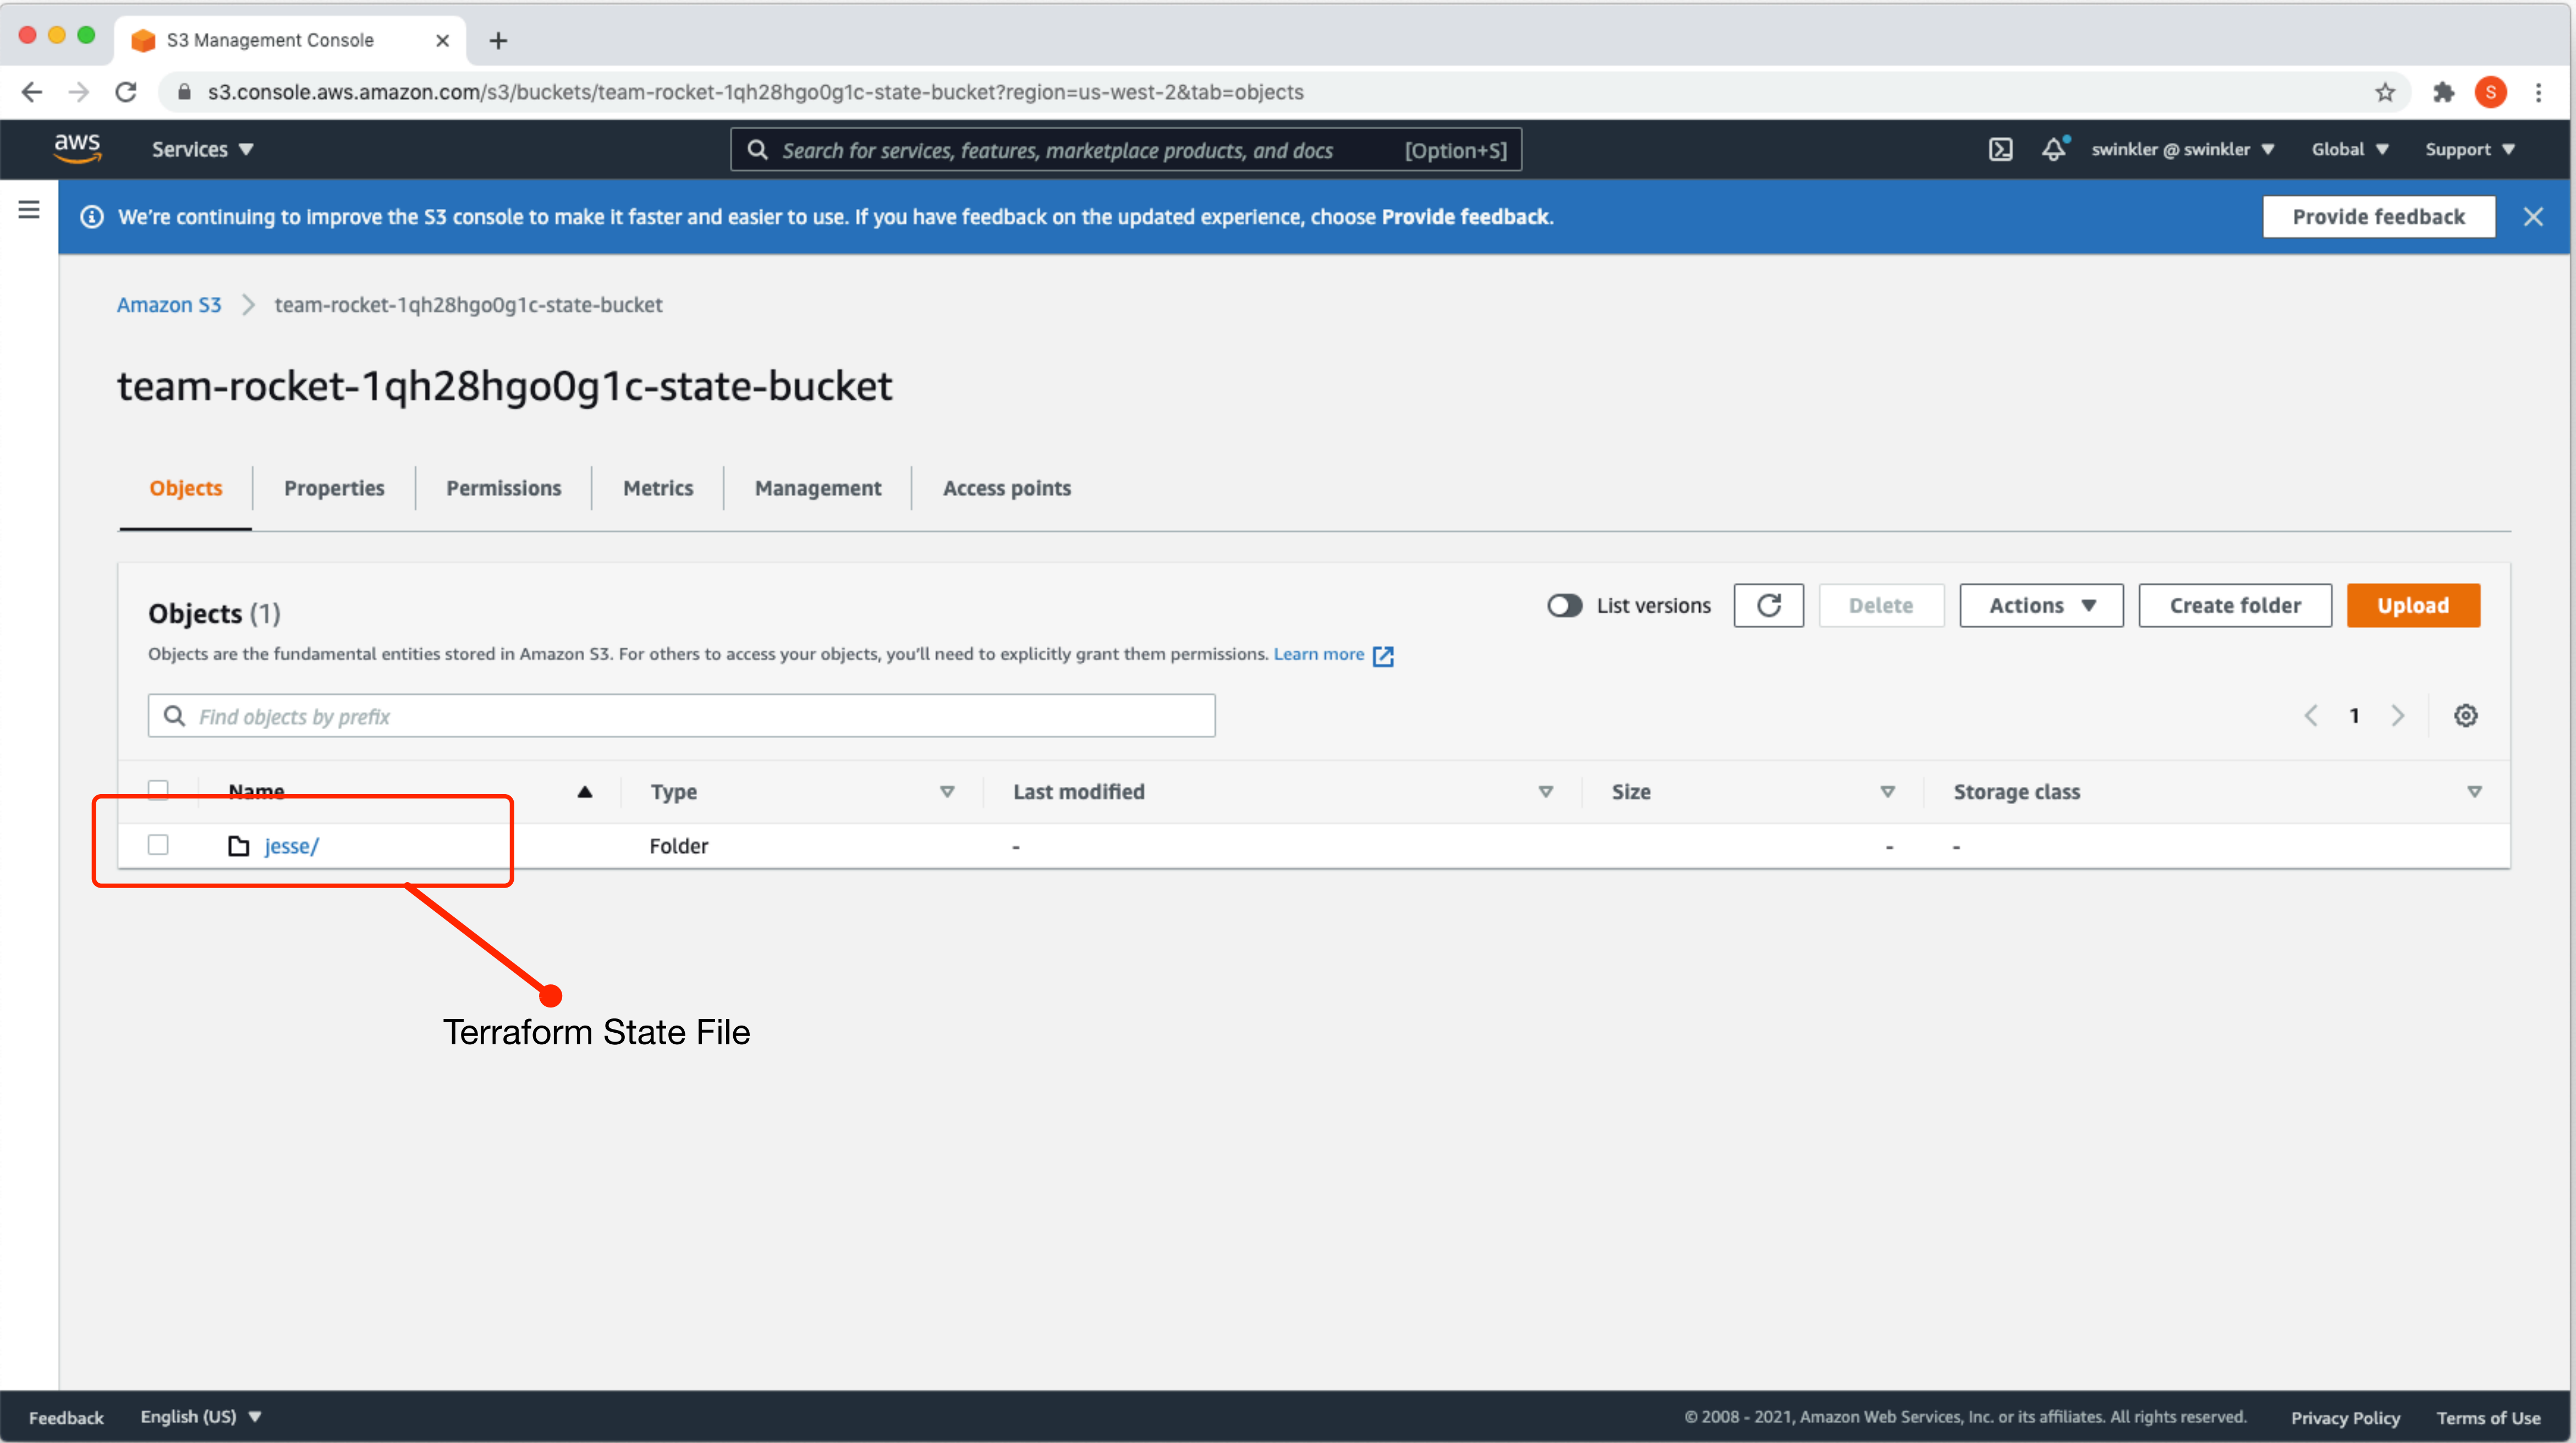 S3 Management Console
s3.console.aws.amazon.com/s3/buckets/team-rocket-1qh28hgo0g1c-state-bucket?region=us-west-2&tab=objects
S
aws Services Search for services, features, marketplace products, and docs [Option+S] swinkler @ swinkler Global Support
We're continuing to improve the S3 console to make it faster and easier to use. If you have feedback on the updated experience, choose Provide feedback. Provide feedback
Amazon S3 team-rocket-1qh28hgo0g1c-state-bucket
team-rocket-1qh28hgo0g1c-state-bucket
Objects Properties Permissions Metrics Management Access points
Objects (1) List versions Delete Actions Create folder Upload
Objects are the fundamental entities stored in Amazon S3. For others to access your objects, you'll need to explicitly grant them permissions. Learn more
Find objects by prefix 1
Name Type Last modified Size Storage class
jesse/ Folder - - -
Terraform State File
Feedback English (US) © 2008 - 2021, Amazon Web Services, Inc. or its affiliates. All rights reserved. Privacy Policy Terms of Use